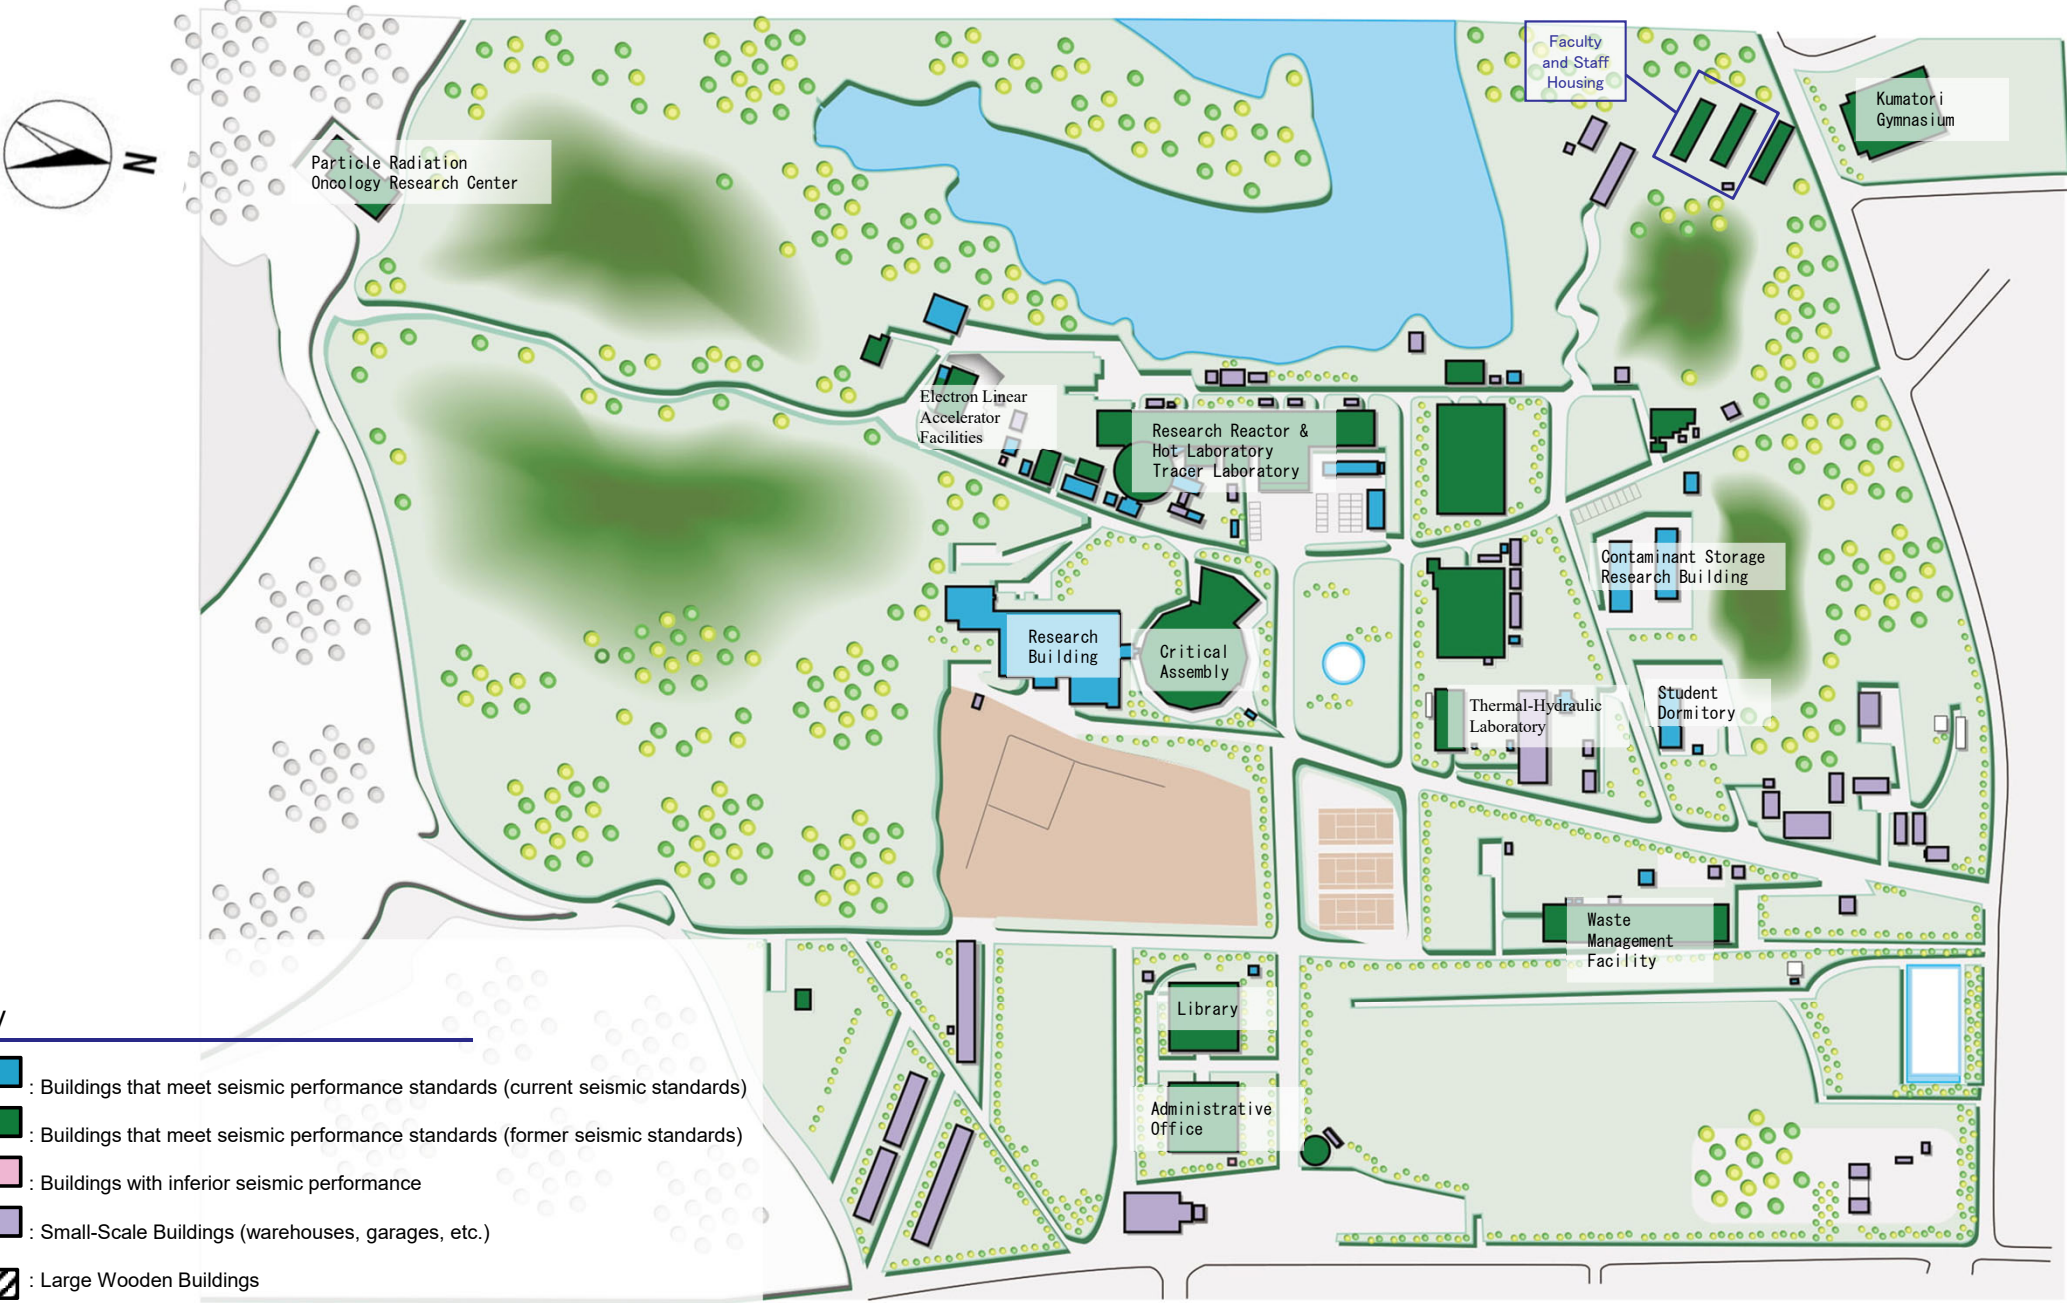 Faculty
and Staff
Housing
Kumatori
Gymnasium
N
Particle Radiation
Oncology Research Center
Electron Linear
Accelerator
Facilities
Research Reactor &
Hot Laboratory
Tracer Laboratory
Contaminant Storage
Research Building
Research
Building
Critical
Assembly
Student
Dormitory
Thermal-Hydraulic
Laboratory
Waste
Management
Facility
Library
Administrative
Office
: Buildings that meet seismic performance standards (current seismic standards)
: Buildings that meet seismic performance standards (former seismic standards)
: Buildings with inferior seismic performance
: Small-Scale Buildings (warehouses, garages, etc.)
: Large Wooden Buildings